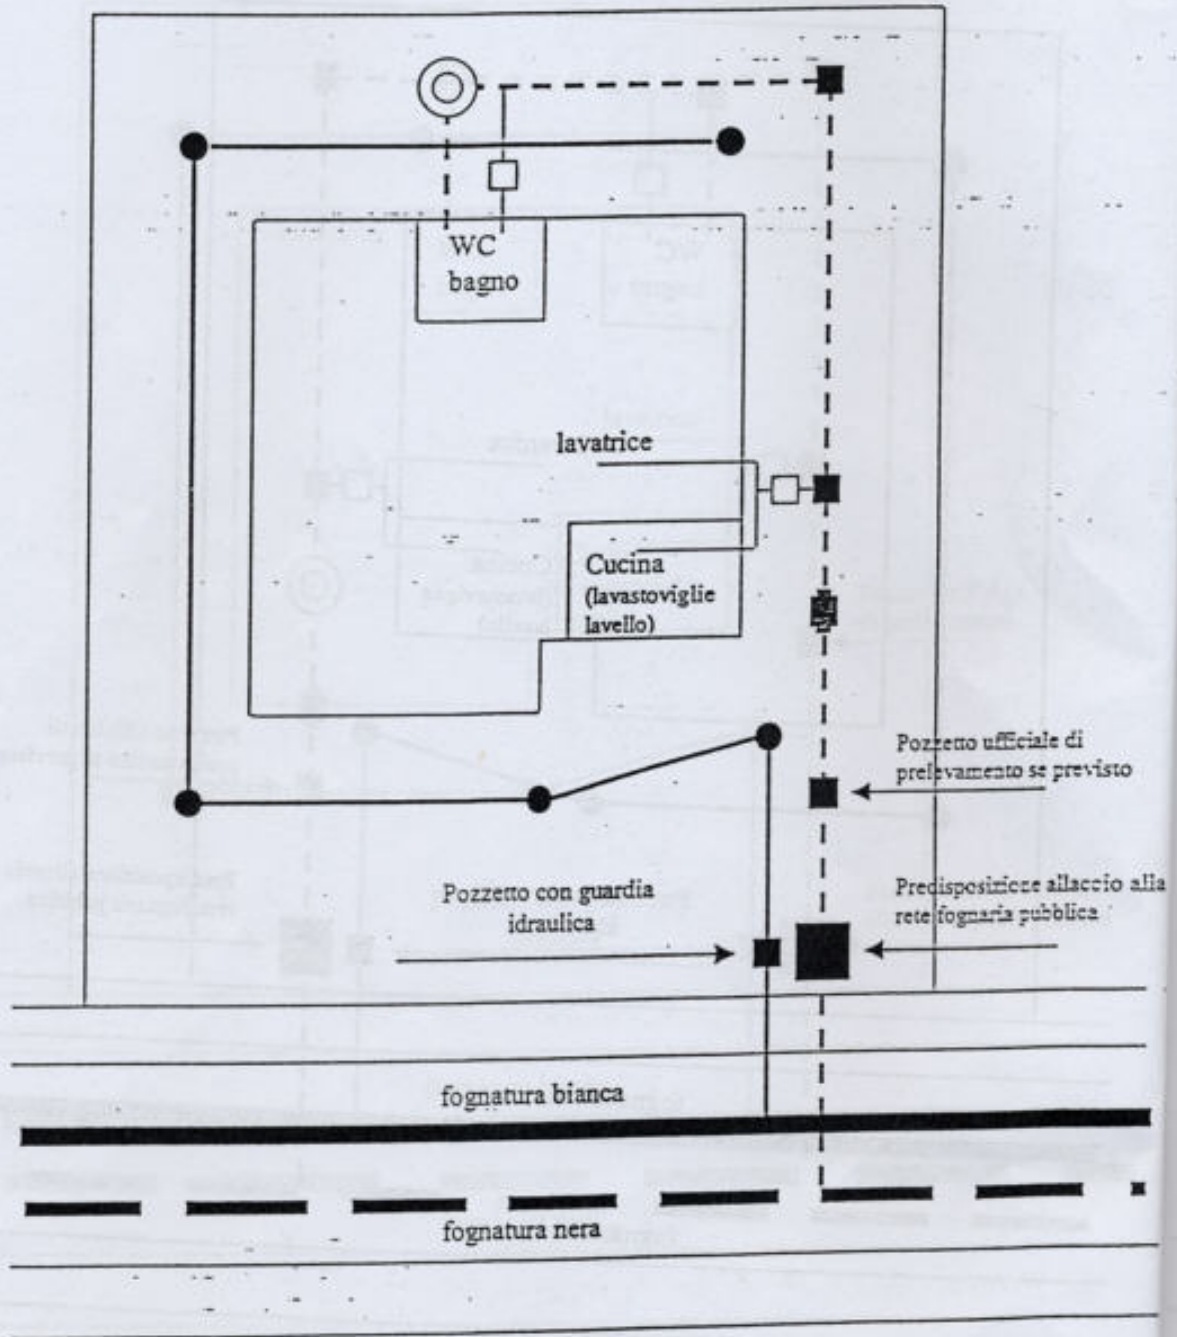 WC
bagno
lavatrice
Cucina
(lavastoviglie
lavello)
Pozzetto ufficiale di
prelevamento se previsto
Pozzetto con guardia
idraulica
Predisposizione allaccio alla
rete fognaria pubblica
fognatura bianca
fognatura nera